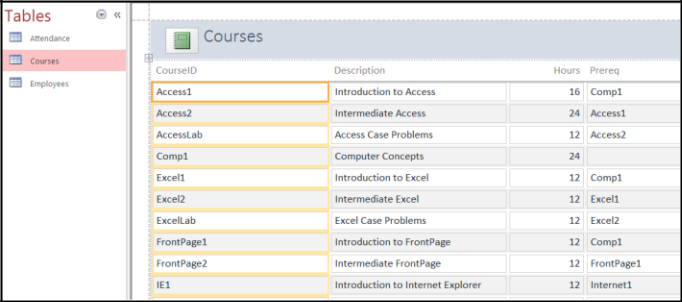 Tables «
Attendance
Courses
Employees
Courses
CourseID Description Hours Prereq
Access1 Introduction to Access 16 Comp1
Access2 Intermediate Access 24 Access1
AccessLab Access Case Problems 12 Access2
Comp1 Computer Concepts 24
Excel1 Introduction to Excel 12 Comp1
Excel2 Intermediate Excel 12 Excel1
ExcelLab Excel Case Problems 12 Excel2
FrontPage1 Introduction to FrontPage 12 Comp1
FrontPage2 Intermediate FrontPage 12 FrontPage1
IE1 Introduction to Internet Explorer 12 Internet1